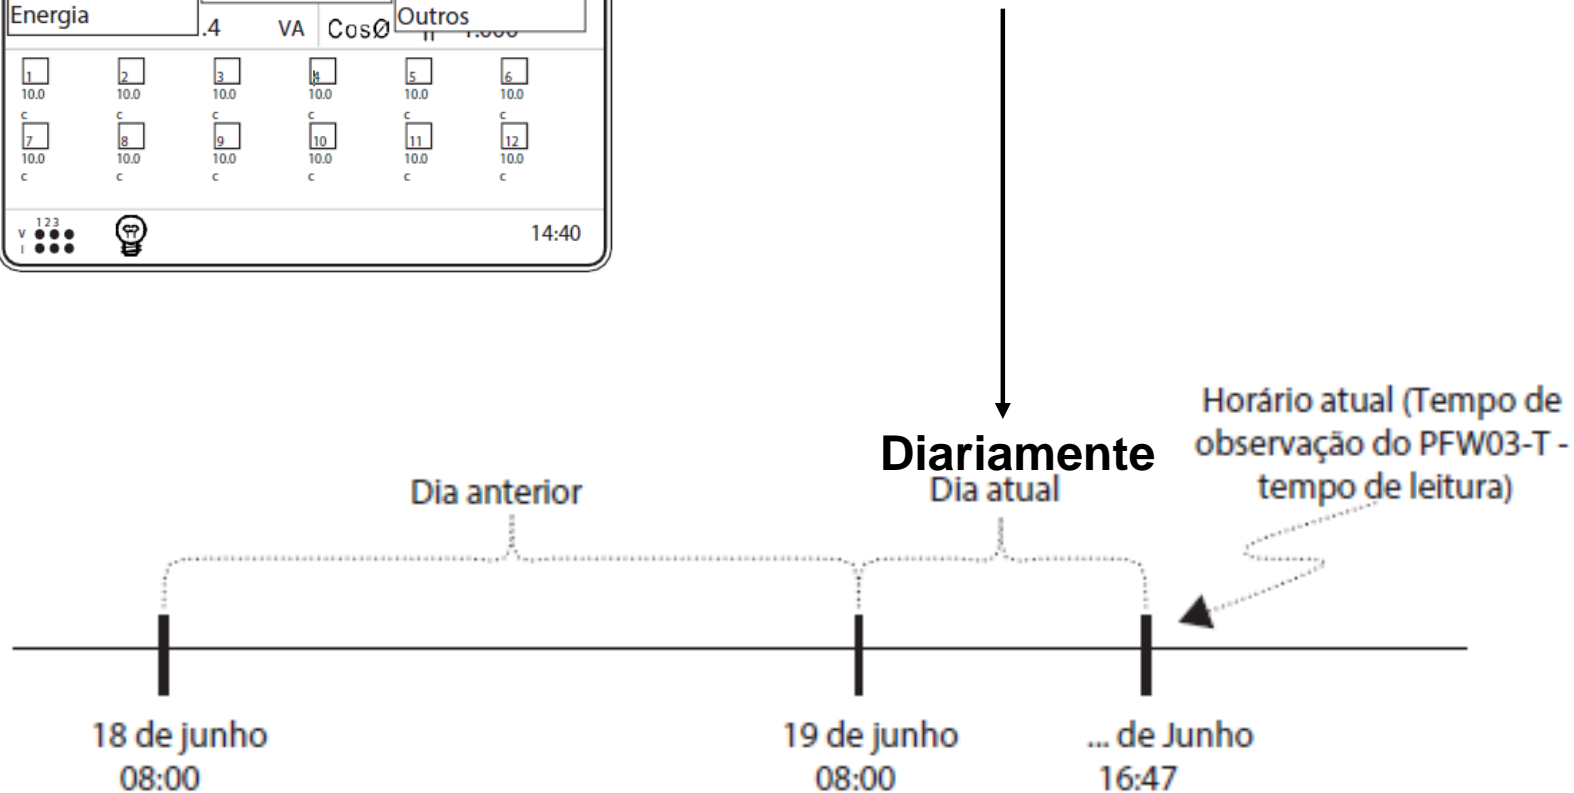 Energia
.4 VA CosØ
Outros
1 2 3 4 5 6
10.0 10.0 10.0 10.0 10.0 10.0
c c c c c c
7 8 9 10 11 12
10.0 10.0 10.0 10.0 10.0 10.0
c c c c c c
1 2 3
V
I
14:40
Diariamente
Dia anterior
Dia atual
Horário atual (Tempo de
observação do PFW03-T -
tempo de leitura)
18 de junho
08:00
19 de junho
08:00
... de Junho
16:47